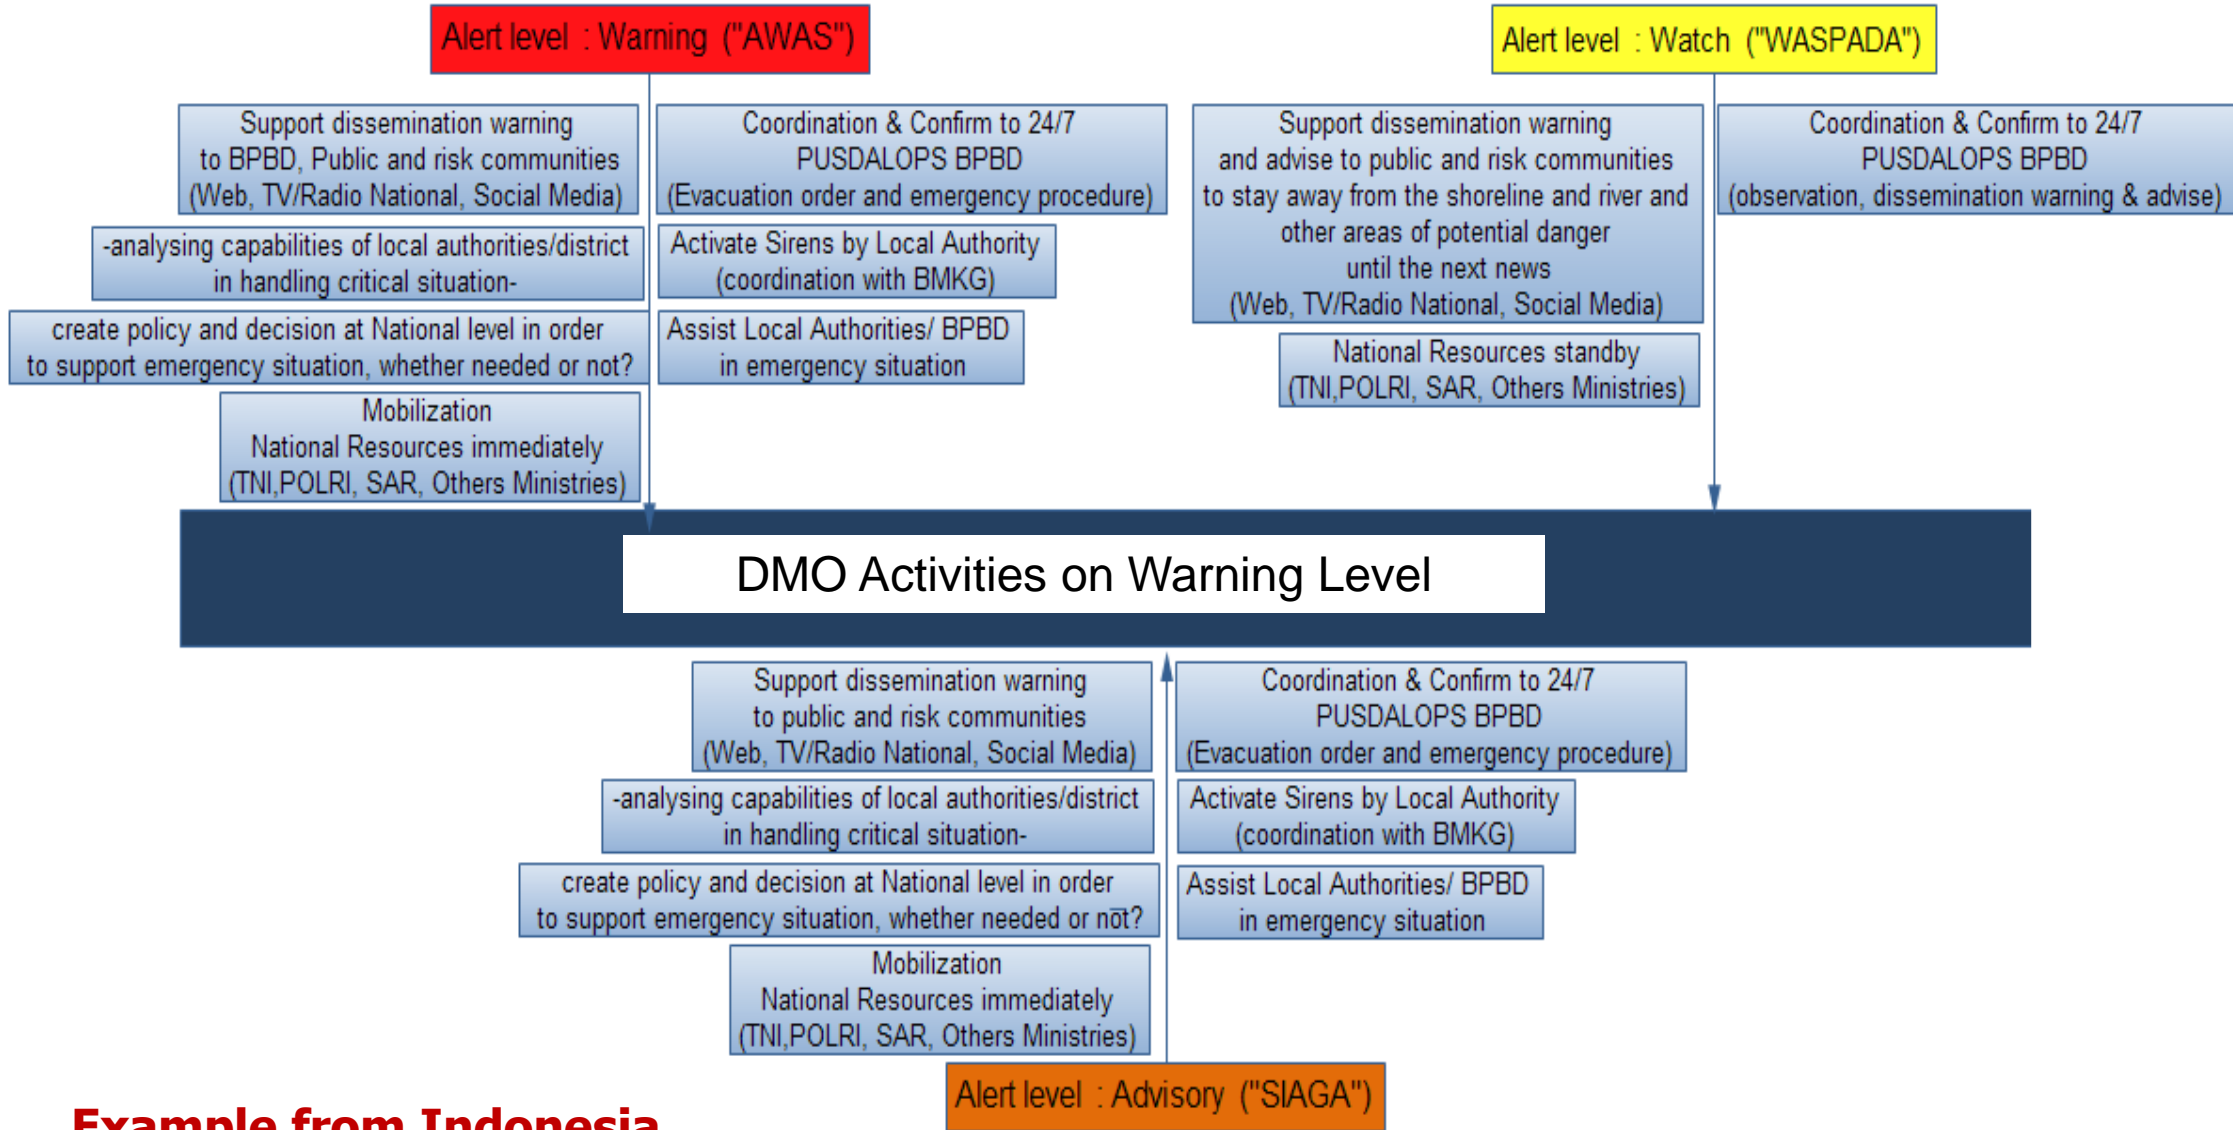 Alert level : Warning ("AWAS")
Support dissemination warning
to BPBD, Public and risk communities
(Web, TV/Radio National, Social Media)
-analysing capabilities of local authorities/district
in handling critical situation-
create policy and decision at National level in order
to support emergency situation, whether needed or not?
Mobilization
National Resources immediately
(TNI,POLRI, SAR, Others Ministries)
Coordination & Confirm to 24/7
PUSDALOPS BPBD
(Evacuation order and emergency procedure)
Activate Sirens by Local Authority
(coordination with BMKG)
Assist Local Authorities/ BPBD
in emergency situation
Alert level : Watch ("WASPADA")
Support dissemination warning
and advise to public and risk communities
to stay away from the shoreline and river and
other areas of potential danger
until the next news
(Web, TV/Radio National, Social Media)
National Resources standby
(TNI,POLRI, SAR, Others Ministries)
Coordination & Confirm to 24/7
PUSDALOPS BPBD
(observation, dissemination warning & advise)
DMO Activities on Warning Level
Support dissemination warning
to public and risk communities
(Web, TV/Radio National, Social Media)
-analysing capabilities of local authorities/district
in handling critical situation-
create policy and decision at National level in order
to support emergency situation, whether needed or not?
Mobilization
National Resources immediately
(TNI,POLRI, SAR, Others Ministries)
Coordination & Confirm to 24/7
PUSDALOPS BPBD
(Evacuation order and emergency procedure)
Activate Sirens by Local Authority
(coordination with BMKG)
Assist Local Authorities/ BPBD
in emergency situation
Alert level : Advisory ("SIAGA")
Example from Indonesia